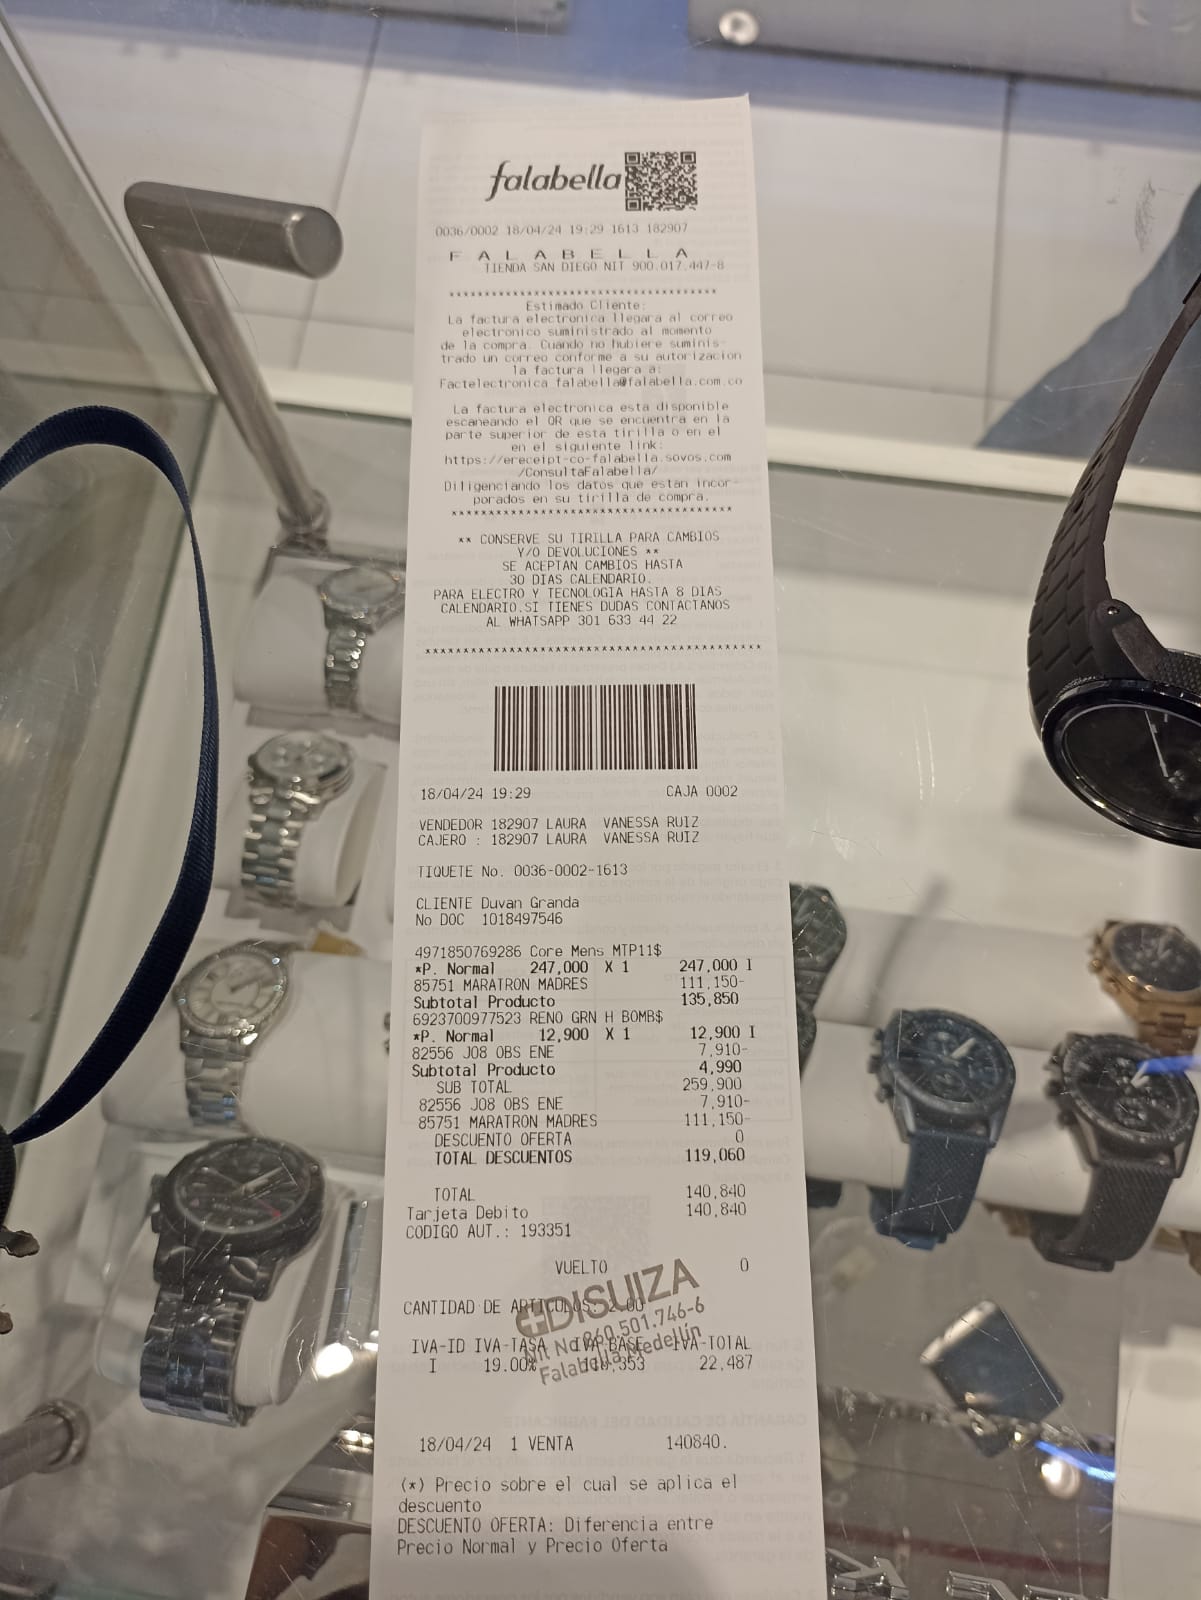 falabella
0036/0002 18/04/24 19:29 1613 182907
F A L A B E L L A
TIENDA SAN DIEGO NIT 900.017.447-8
***********************************
Estimado Cliente:
La factura electronica llegara al correo
electronico suministrado al momento
de la compra. Cuando no hubiere suminis-
trado un correo conforme a su autorizacion
la factura llegara a:
Factelectronica falabella@falabella.com.co
La factura electronica esta disponible
escaneando el QR que se encuentra en la
parte superior de esta tirilla o en el
en el siguiente link:
https://ereceipt-co-falabella.sovos.com
/ConsultaFalabella/
Diligenciando los datos que estan incor-
porados en su tirilla de compra.
***********************************
** CONSERVE SU TIRILLA PARA CAMBIOS
Y/O DEVOLUCIONES **
SE ACEPTAN CAMBIOS HASTA
30 DIAS CALENDARIO.
PARA ELECTRO Y TECNOLOGIA HASTA 8 DIAS
CALENDARIO.SI TIENES DUDAS CONTACTANOS
AL WHATSAPP 301 633 44 22
****************************************
18/04/24 19:29 CAJA 0002
VENDEDOR 182907 LAURA VANESSA RUIZ
CAJERO : 182907 LAURA VANESSA RUIZ
TIQUETE No. 0036-0002-1613
CLIENTE Duvan Granda
No DOC 1018497546
4971850769286 Core Mens MTP11$
*P. Normal 247,000 X 1 247,000 I
85751 MARATRON MADRES 111,150-
Subtotal Producto 135,850
6923700977523 RENO GRN H BOMB$
*P. Normal 12,900 X 1 12,900 I
82556 J08 OBS ENE 7,910-
Subtotal Producto 4,990
SUB TOTAL 259,900
82556 J08 OBS ENE 7,910-
85751 MARATRON MADRES 111,150-
DESCUENTO OFERTA 0
TOTAL DESCUENTOS 119,060
TOTAL 140,840
Tarjeta Debito 140,840
CODIGO AUT.: 193351
VUELTO 0
CANTIDAD DE ARTICULOS: 2.00
DISUIZA
Nit No 860.501.746-6
Falabella Medellín
IVA-ID IVA-TASA IVA-BASE IVA-TOTAL
I 19.00% 22,487
18/04/24 1 VENTA 140840.
(*) Precio sobre el cual se aplica el
descuento
DESCUENTO OFERTA: Diferencia entre
Precio Normal y Precio Oferta